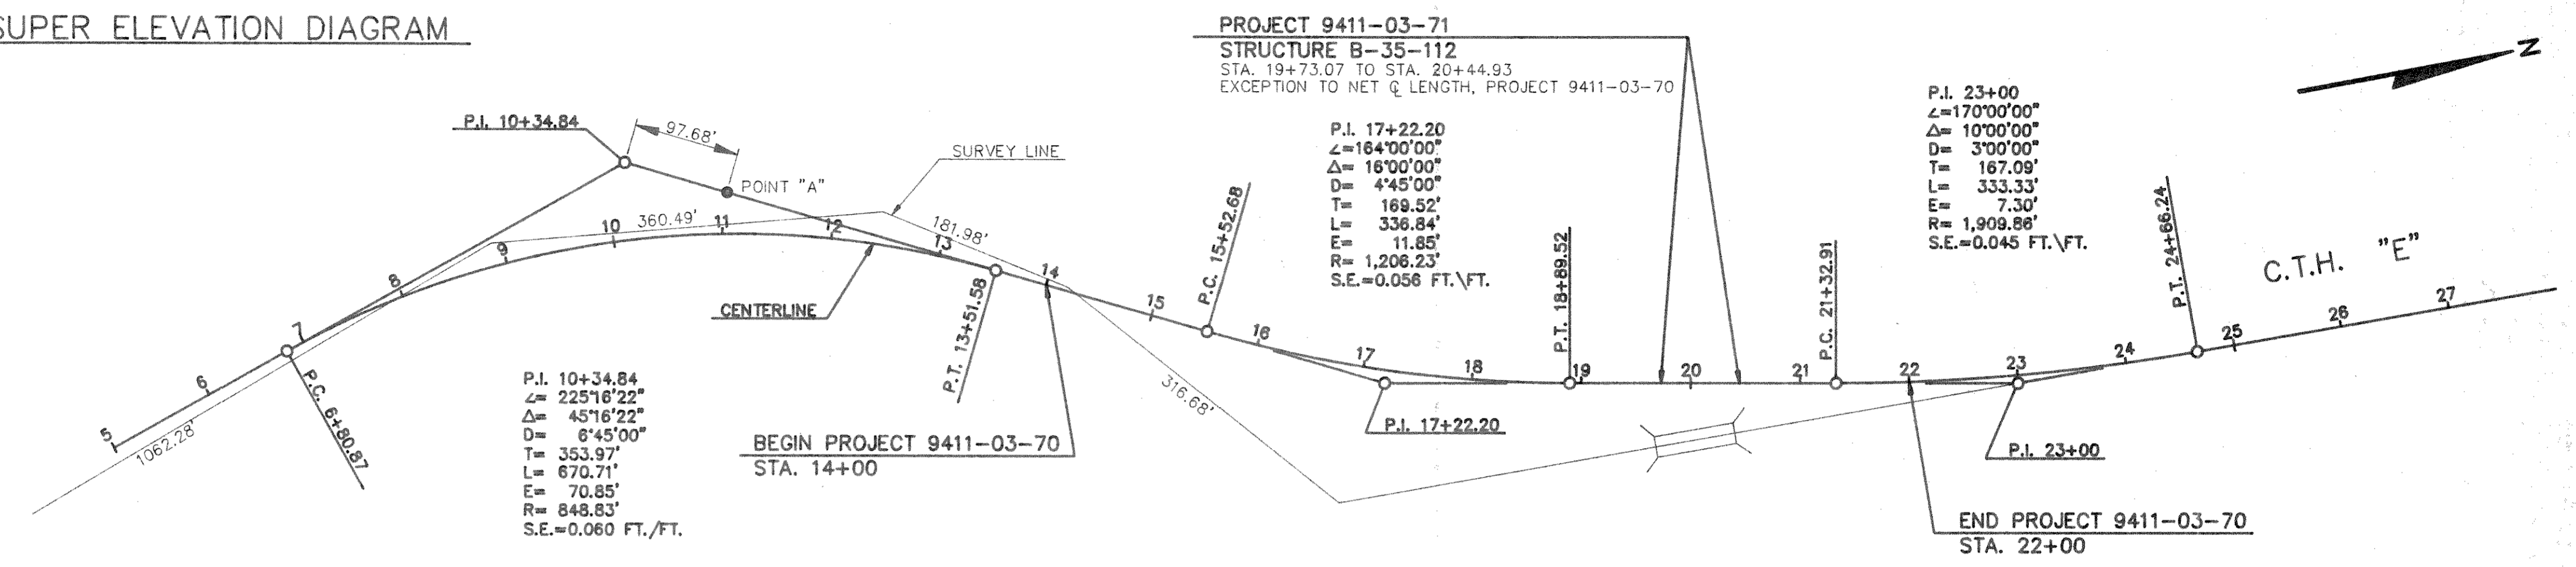 SUPER ELEVATION DIAGRAM
PROJECT 9411-03-71
STRUCTURE B-35-112
STA. 19+73.07 TO STA. 20+44.93
EXCEPTION TO NET ℄ LENGTH, PROJECT 9411-03-70
N
P.I. 10+34.84
97.68'
POINT "A"
SURVEY LINE
360.49'
181.98'
CENTERLINE
5
6
7
8
9
10
11
12
13
14
15
16
17
18
19
20
21
22
23
24
25
26
27
1062.28'
P.C. 6+80.87
P.I. 10+34.84
∠= 225°16'22"
Δ= 45°16'22"
D= 6°45'00"
T= 353.97'
L= 670.71'
E= 70.85'
R= 848.83'
S.E.=0.060 FT./FT.
P.T. 13+51.58
BEGIN PROJECT 9411-03-70
STA. 14+00
P.C. 15+52.68
316.68'
P.I. 17+22.20
∠=164°00'00"
Δ= 16°00'00"
D= 4°45'00"
T= 169.52'
L= 336.84'
E= 11.85'
R= 1,206.23'
S.E.=0.056 FT.\FT.
P.I. 17+22.20
P.T. 18+89.52
P.C. 21+32.91
P.I. 23+00
∠=170°00'00"
Δ= 10°00'00"
D= 3°00'00"
T= 167.09'
L= 333.33'
E= 7.30'
R= 1,909.86'
S.E.=0.045 FT.\FT.
P.T. 24+66.24
C.T.H. "E"
P.I. 23+00
END PROJECT 9411-03-70
STA. 22+00